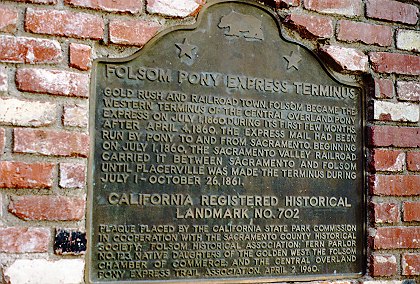 FOLSOM PONY EXPRESS TERMINUS
GOLD RUSH AND RAILROAD TOWN, FOLSOM BECAME THE
WESTERN TERMINUS OF THE CENTRAL OVERLAND PONY
EXPRESS ON JULY 1, 1860. DURING THE FIRST FEW MONTHS
AFTER APRIL 4, 1860, THE EXPRESS MAIL HAD BEEN
RUN BY PONY TO AND FROM SACRAMENTO. BEGINNING
ON JULY 1, 1860, THE SACRAMENTO VALLEY RAILROAD
CARRIED IT BETWEEN SACRAMENTO AND FOLSOM
UNTIL PLACERVILLE WAS MADE THE TERMINUS DURING
JULY 1 - OCTOBER 26, 1861.
CALIFORNIA REGISTERED HISTORICAL
LANDMARK NO. 702
PLAQUE PLACED BY THE CALIFORNIA STATE PARK COMMISSION
IN COOPERATION WITH THE SACRAMENTO COUNTY HISTORICAL
SOCIETY; FOLSOM HISTORICAL ASSOCIATION; FERN PARLOR
NO. 123, NATIVE DAUGHTERS OF THE GOLDEN WEST; THE FOLSOM
CHAMBER OF COMMERCE AND THE CENTRAL OVERLAND
PONY EXPRESS TRAIL ASSOCIATION. APRIL 2, 1960.